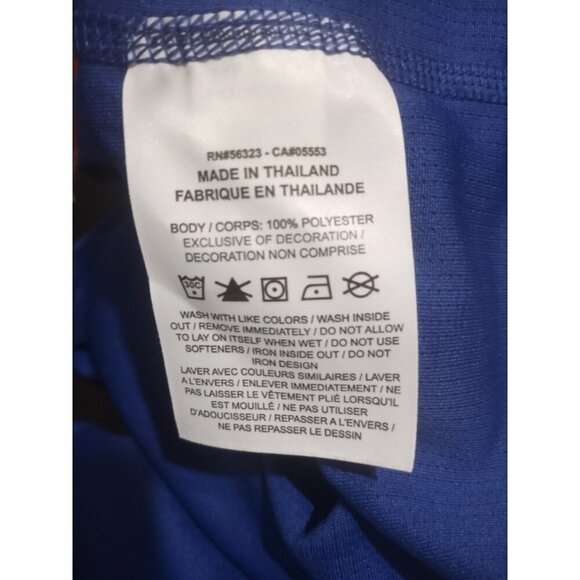 RN#56323 - CA#05553
MADE IN THAILAND
FABRIQUE EN THAILANDE
BODY / CORPS: 100% POLYESTER
EXCLUSIVE OF DECORATION /
DECORATION NON COMPRISE
30C
WASH WITH LIKE COLORS / WASH INSIDE
OUT / REMOVE IMMEDIATELY / DO NOT ALLOW
TO LAY ON ITSELF WHEN WET / DO NOT USE
SOFTENERS / IRON INSIDE OUT / DO NOT
IRON DESIGN
LAVER AVEC COULEURS SIMILAIRES / LAVER
A L'ENVERS / ENLEVER IMMEDIATEMENT / NE
PAS LAISSER LE VÊTEMENT PLIÉ LORSQU'IL
EST MOUILLÉ / NE PAS UTILISER
D'ADOUCISSEUR / REPASSER A L'ENVERS /
NE PAS REPASSER LE DESSIN